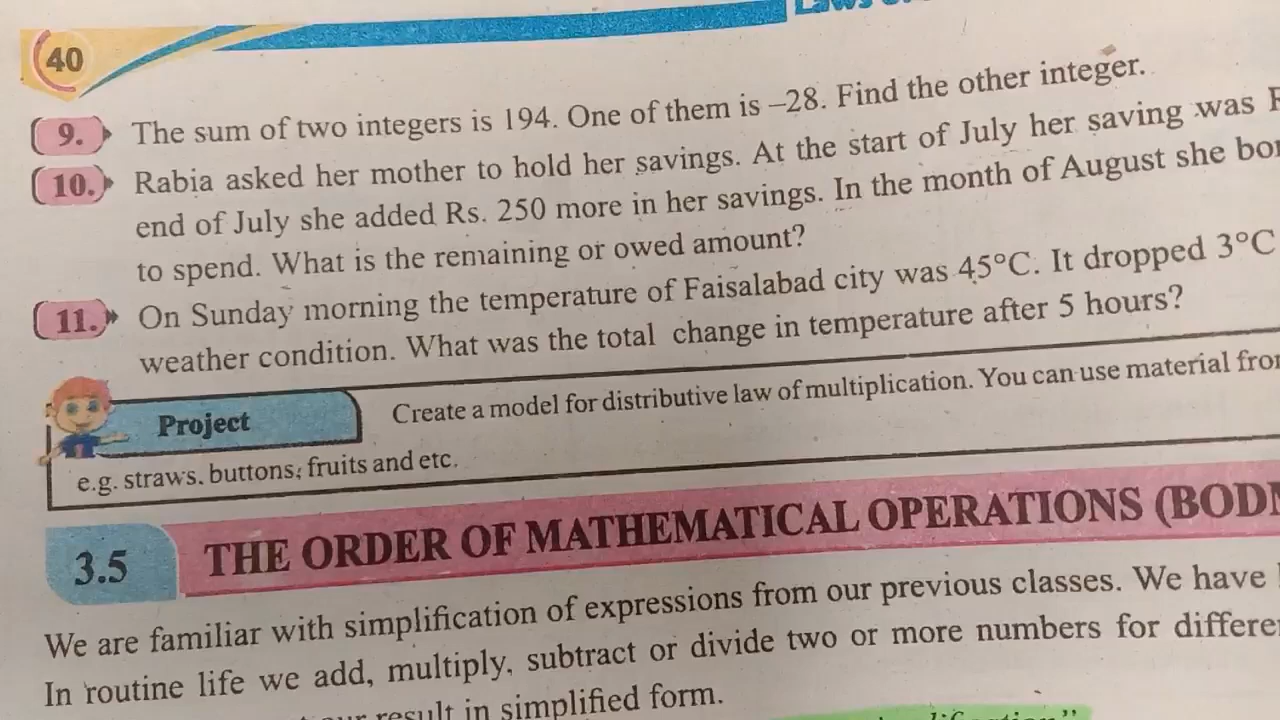 40
9. The sum of two integers is 194. One of them is –28. Find the other integer.
10. Rabia asked her mother to hold her savings. At the start of July her saving was
end of July she added Rs. 250 more in her savings. In the month of August she
to spend. What is the remaining or owed amount?
11. On Sunday morning the temperature of Faisalabad city was 45°C. It dropped 3°C
weather condition. What was the total change in temperature after 5 hours?
Project
Create a model for distributive law of multiplication. You can use material
e.g. straws. buttons, fruits and etc.
3.5 THE ORDER OF MATHEMATICAL OPERATIONS
We are familiar with simplification of expressions from our previous classes. We have
In routine life we add, multiply, subtract or divide two or more numbers for
result in simplified form.